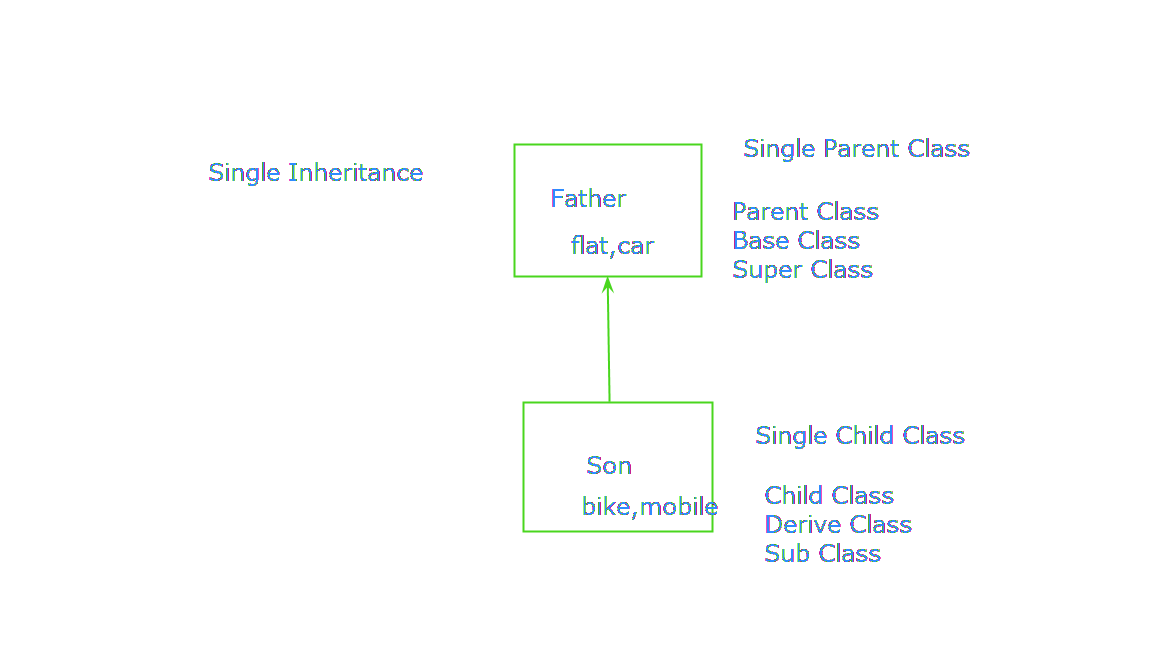 Single Inheritance
Single Parent Class
Father
flat,car
Parent Class
Base Class
Super Class
Single Child Class
Son
bike,mobile
Child Class
Derive Class
Sub Class